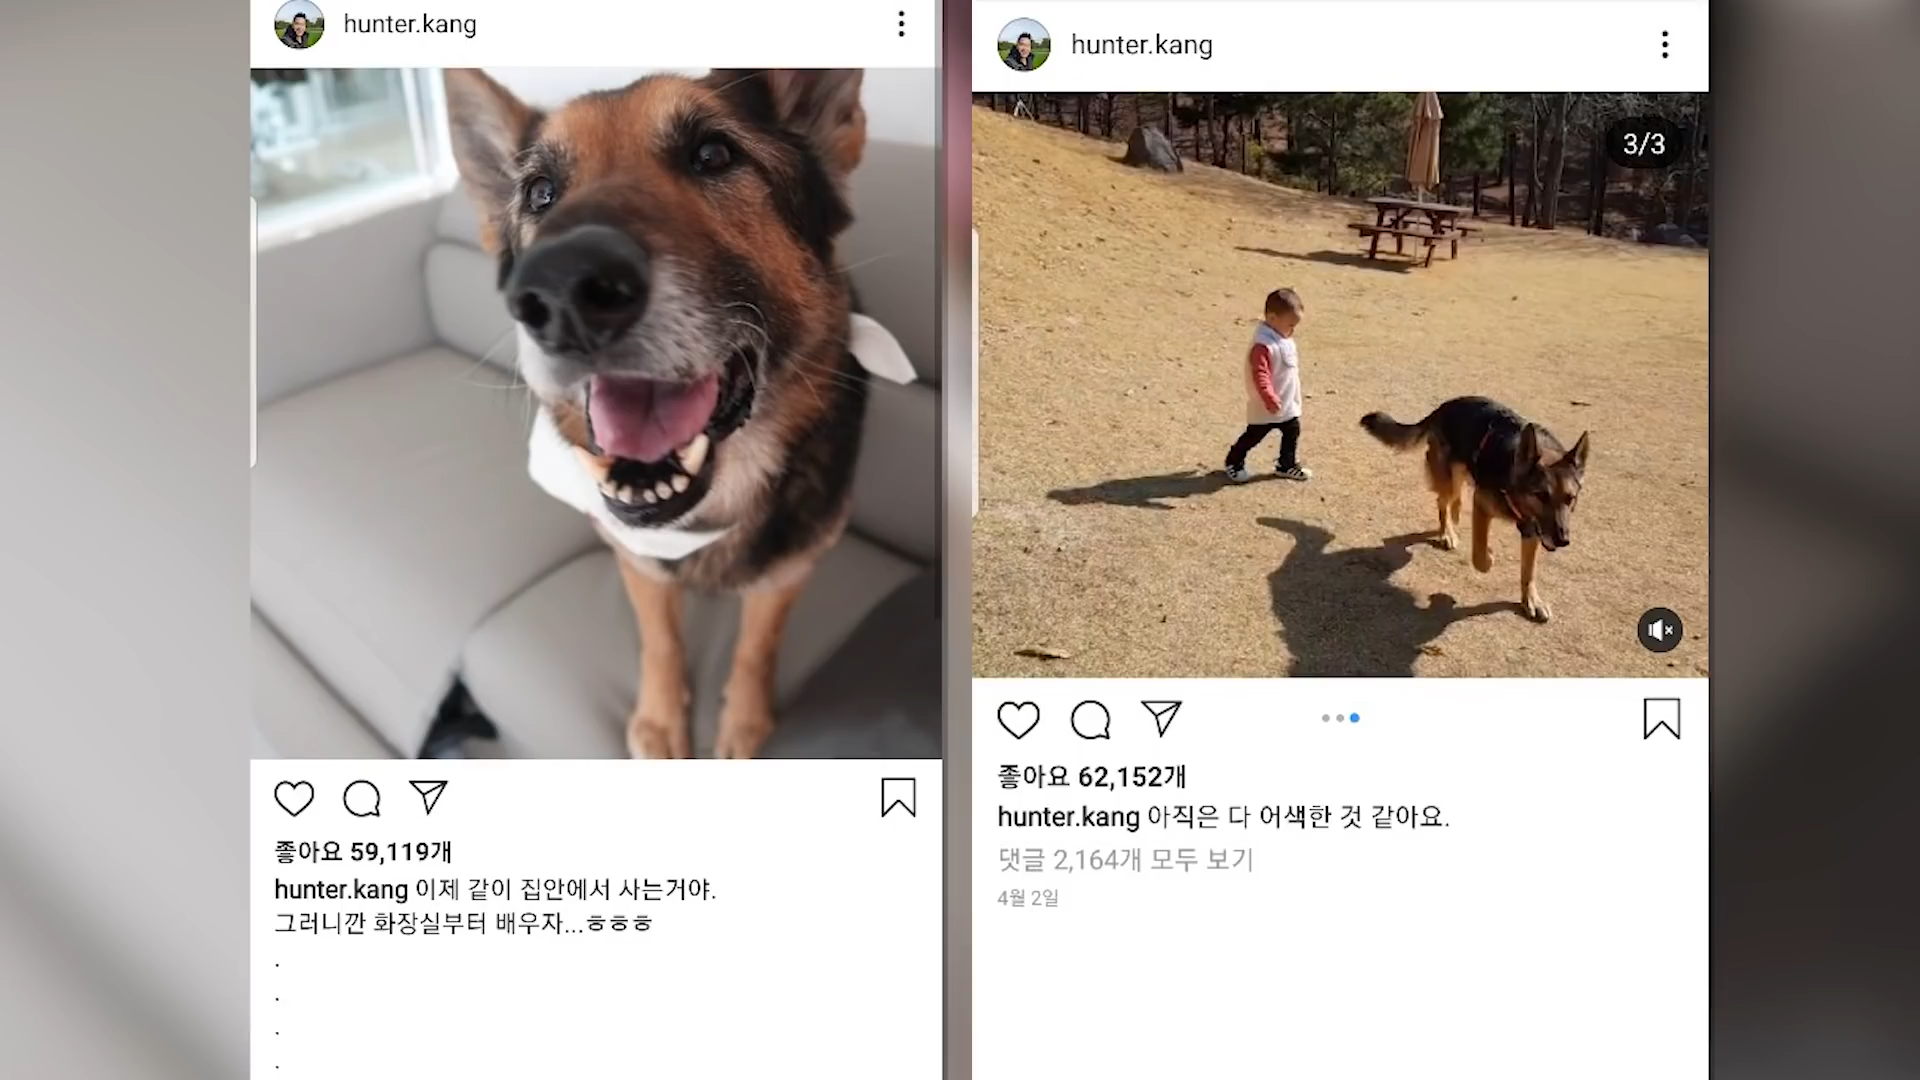 hunter.kang
좋아요 59,119개
hunter.kang 이제 같이 집안에서 사는거야.
그러니깐 화장실부터 배우자...ㅎㅎㅎ
.
.
.
.
hunter.kang
3/3
좋아요 62,152개
hunter.kang 아직은 다 어색한 것 같아요.
댓글 2,164개 모두 보기
4월 2일